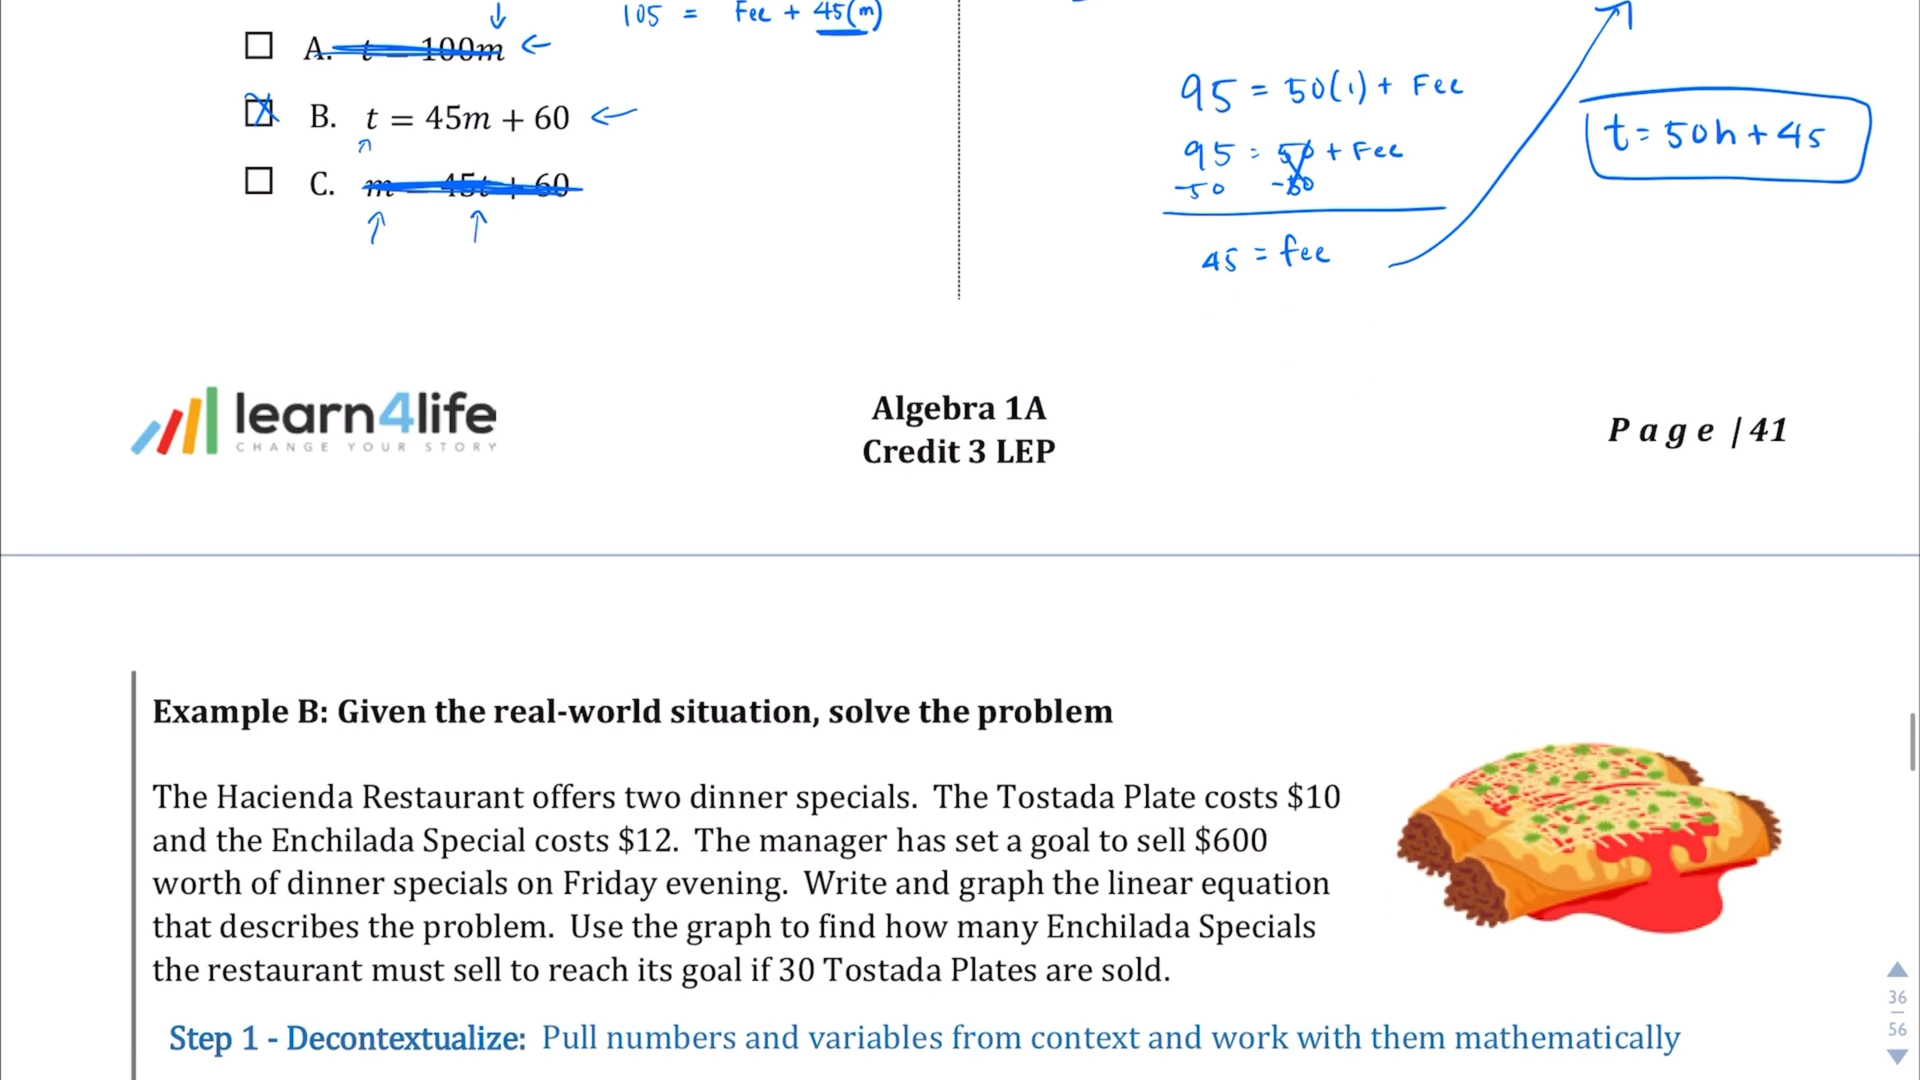 105 = Fee + 45(m)
A. t = 100m
B. t = 45m + 60
C. m = 45t + 60
95 = 50(1) + Fee
95 = 50 + Fee
-50 -50
45 = fee
t = 50h + 45
learn4life
CHANGE YOUR STORY
Algebra 1A
Credit 3 LEP
Page | 41
Example B: Given the real-world situation, solve the problem
The Hacienda Restaurant offers two dinner specials. The Tostada Plate costs $10
and the Enchilada Special costs $12. The manager has set a goal to sell $600
worth of dinner specials on Friday evening. Write and graph the linear equation
that describes the problem. Use the graph to find how many Enchilada Specials
the restaurant must sell to reach its goal if 30 Tostada Plates are sold.
Step 1 - Decontextualize: Pull numbers and variables from context and work with them mathematically
36
56